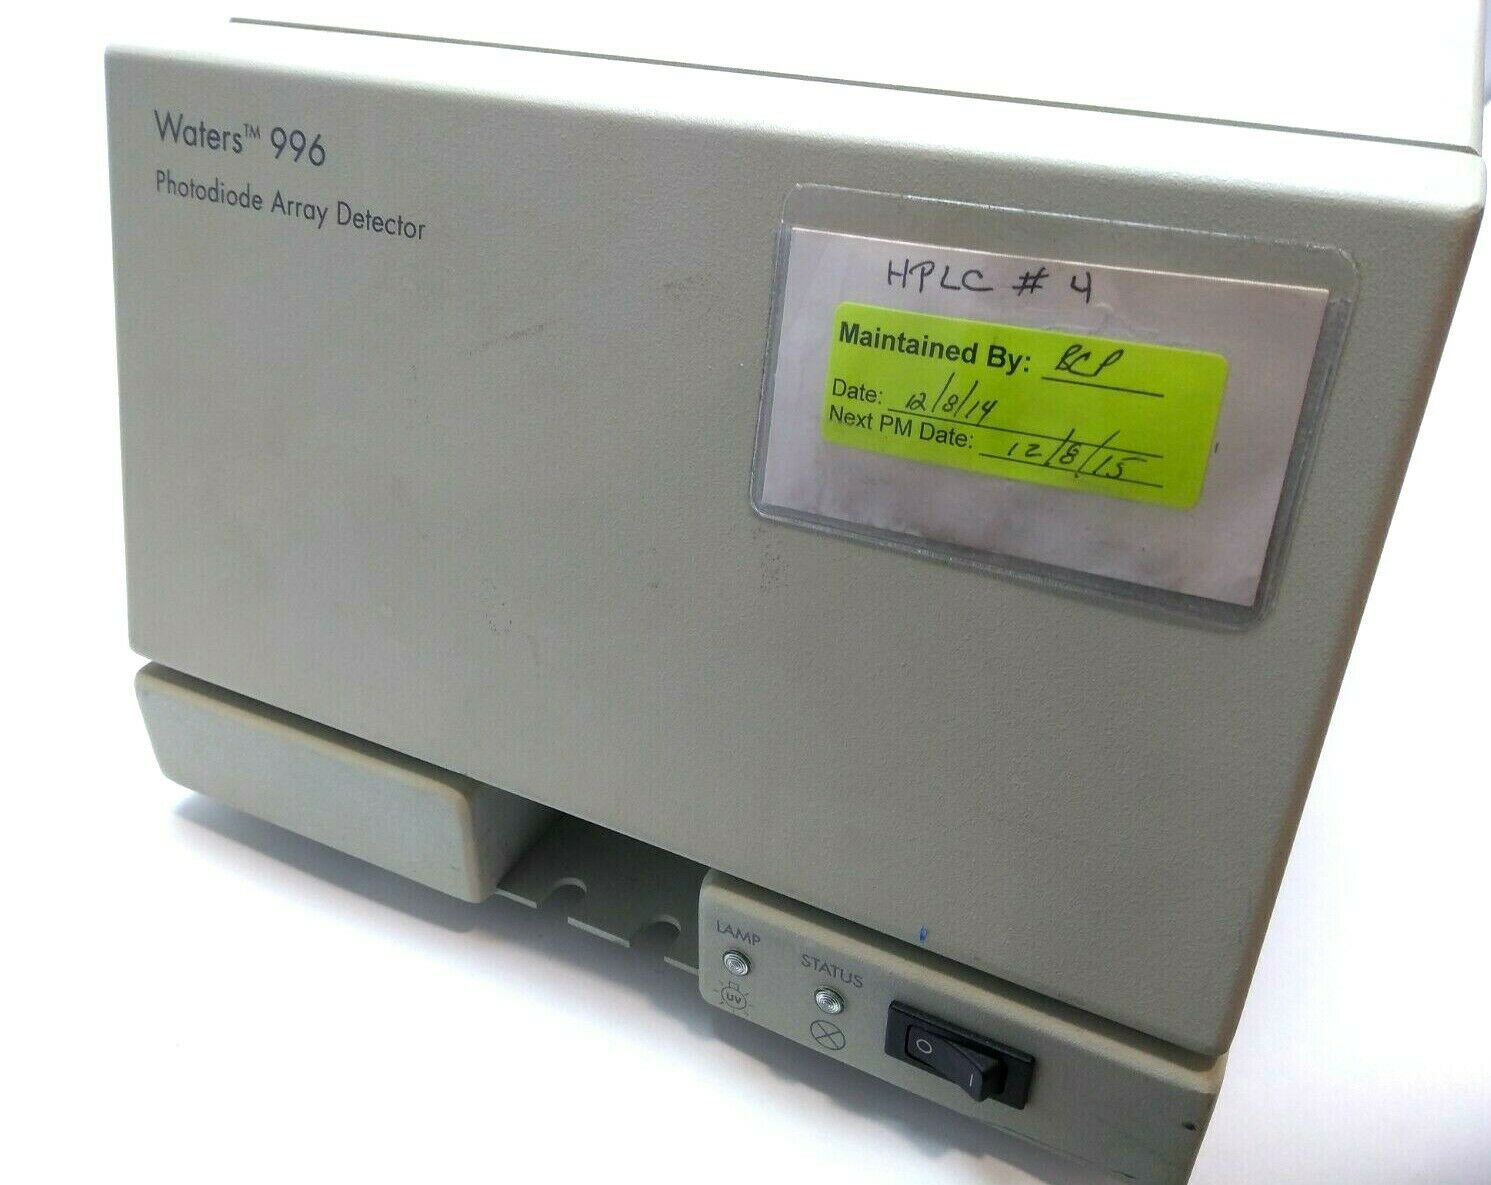 Waters™ 996
Photodiode Array Detector
HPLC # 4
Maintained By: BCP
Date: 12/8/14
Next PM Date: 12/8/15
LAMP
STATUS
UV
O
I